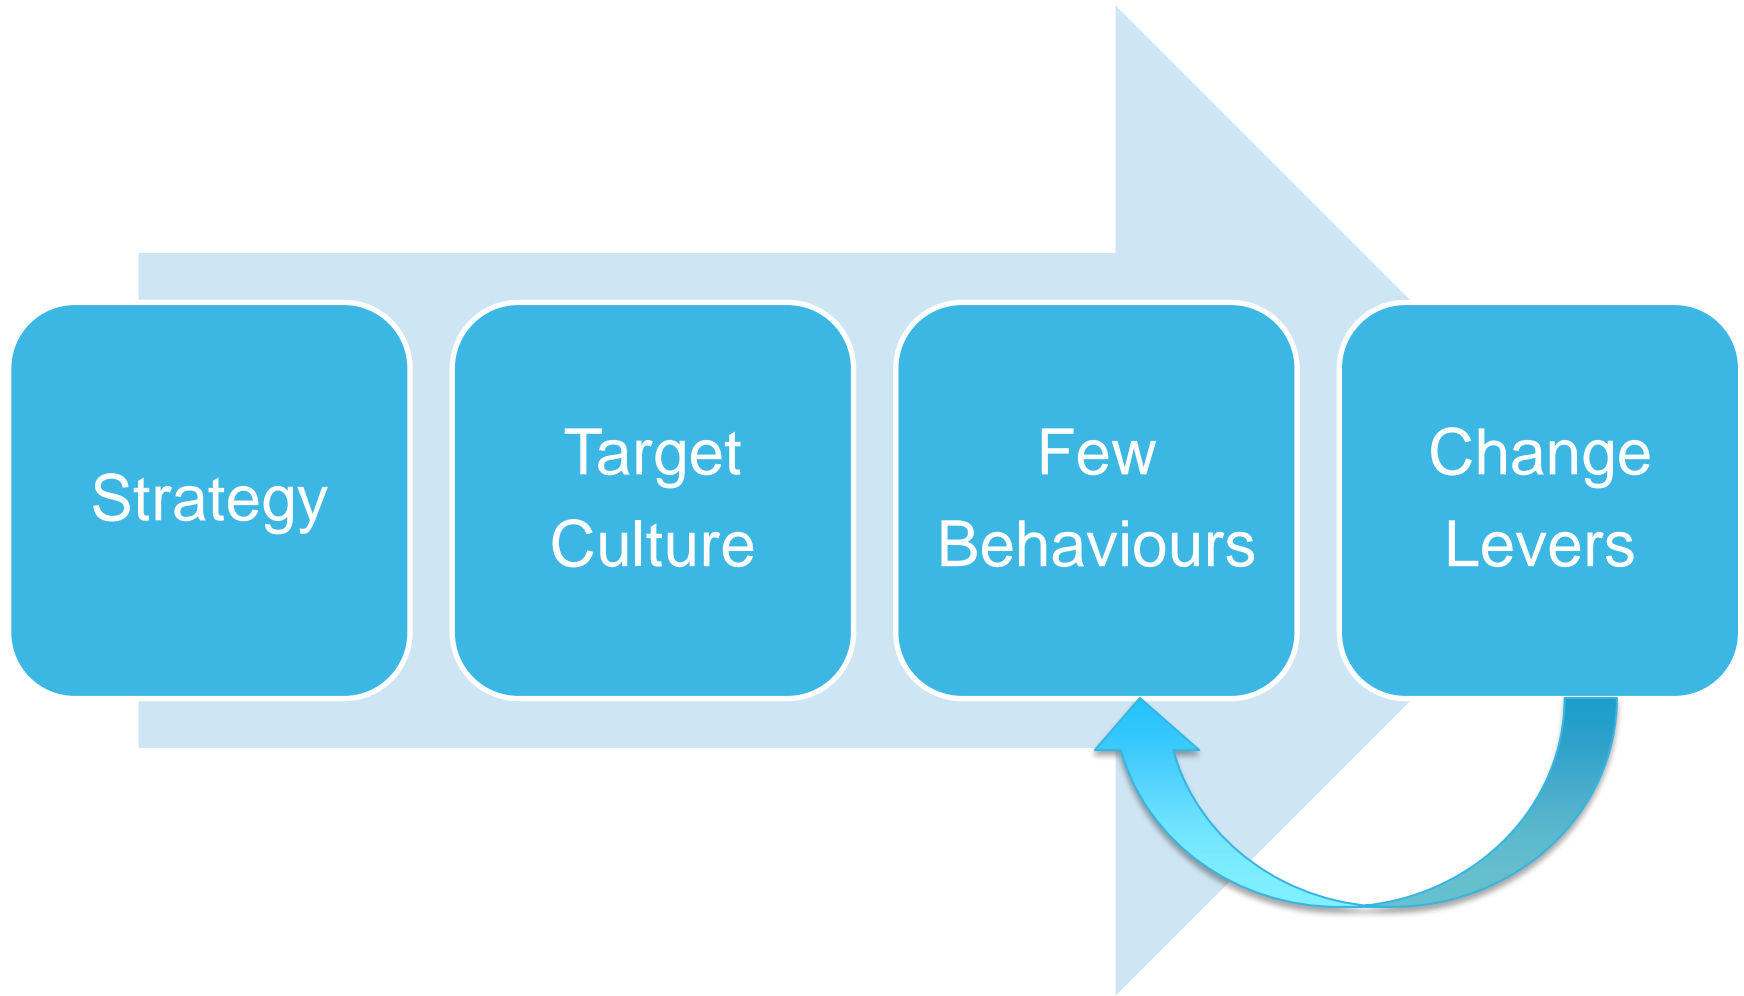 Strategy
Target
Culture
Few
Behaviours
Change
Levers